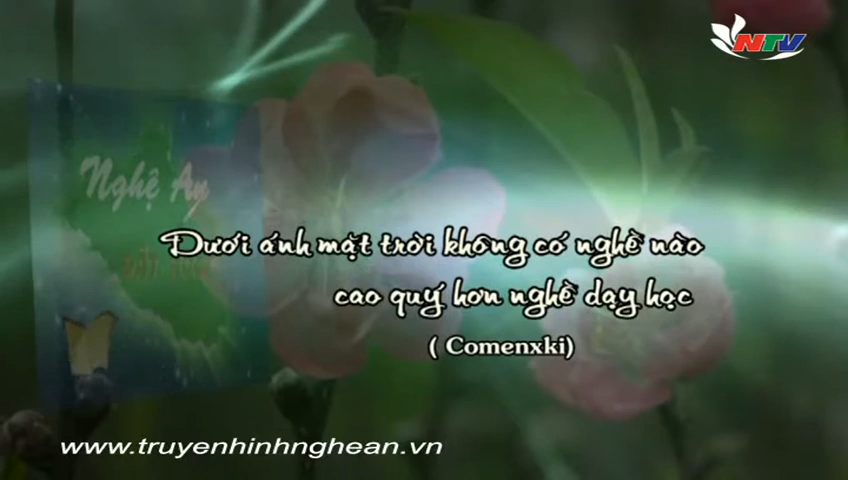 NTV
Nghệ An
Dưới ánh mặt trời không có nghề nào
cao quý hơn nghề dạy học
( Comenxki)
www.truyenhinhnghean.vn